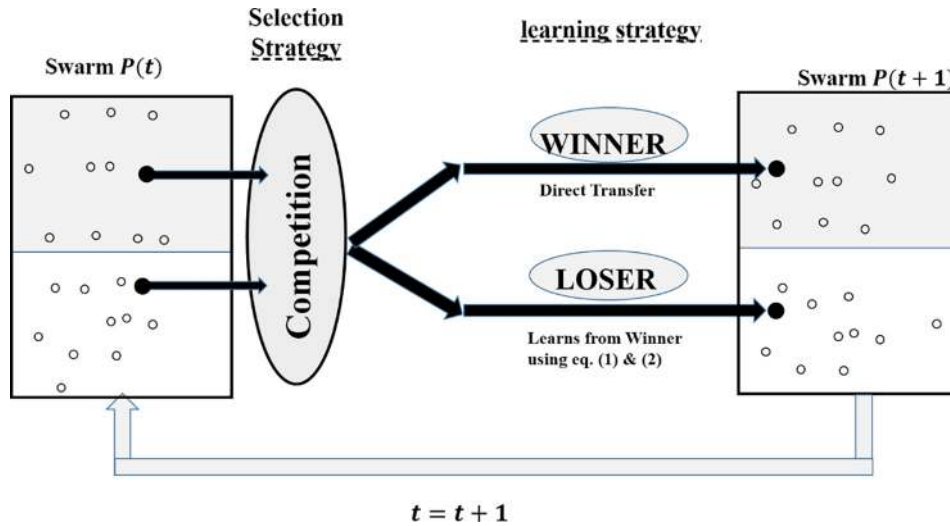 Selection
Strategy
learning strategy
Swarm P(t)
Swarm P(t + 1)
Competition
WINNER
Direct Transfer
LOSER
Learns from Winner
using eq. (1) & (2)
t = t + 1